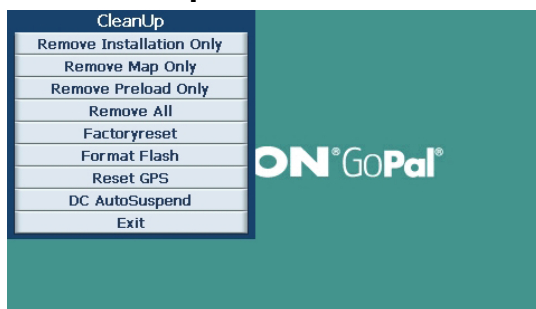 CleanUp
Remove Installation Only
Remove Map Only
Remove Preload Only
Remove All
Factoryreset
Format Flash
ON®GoPal®
Reset GPS
DC AutoSuspend
Exit